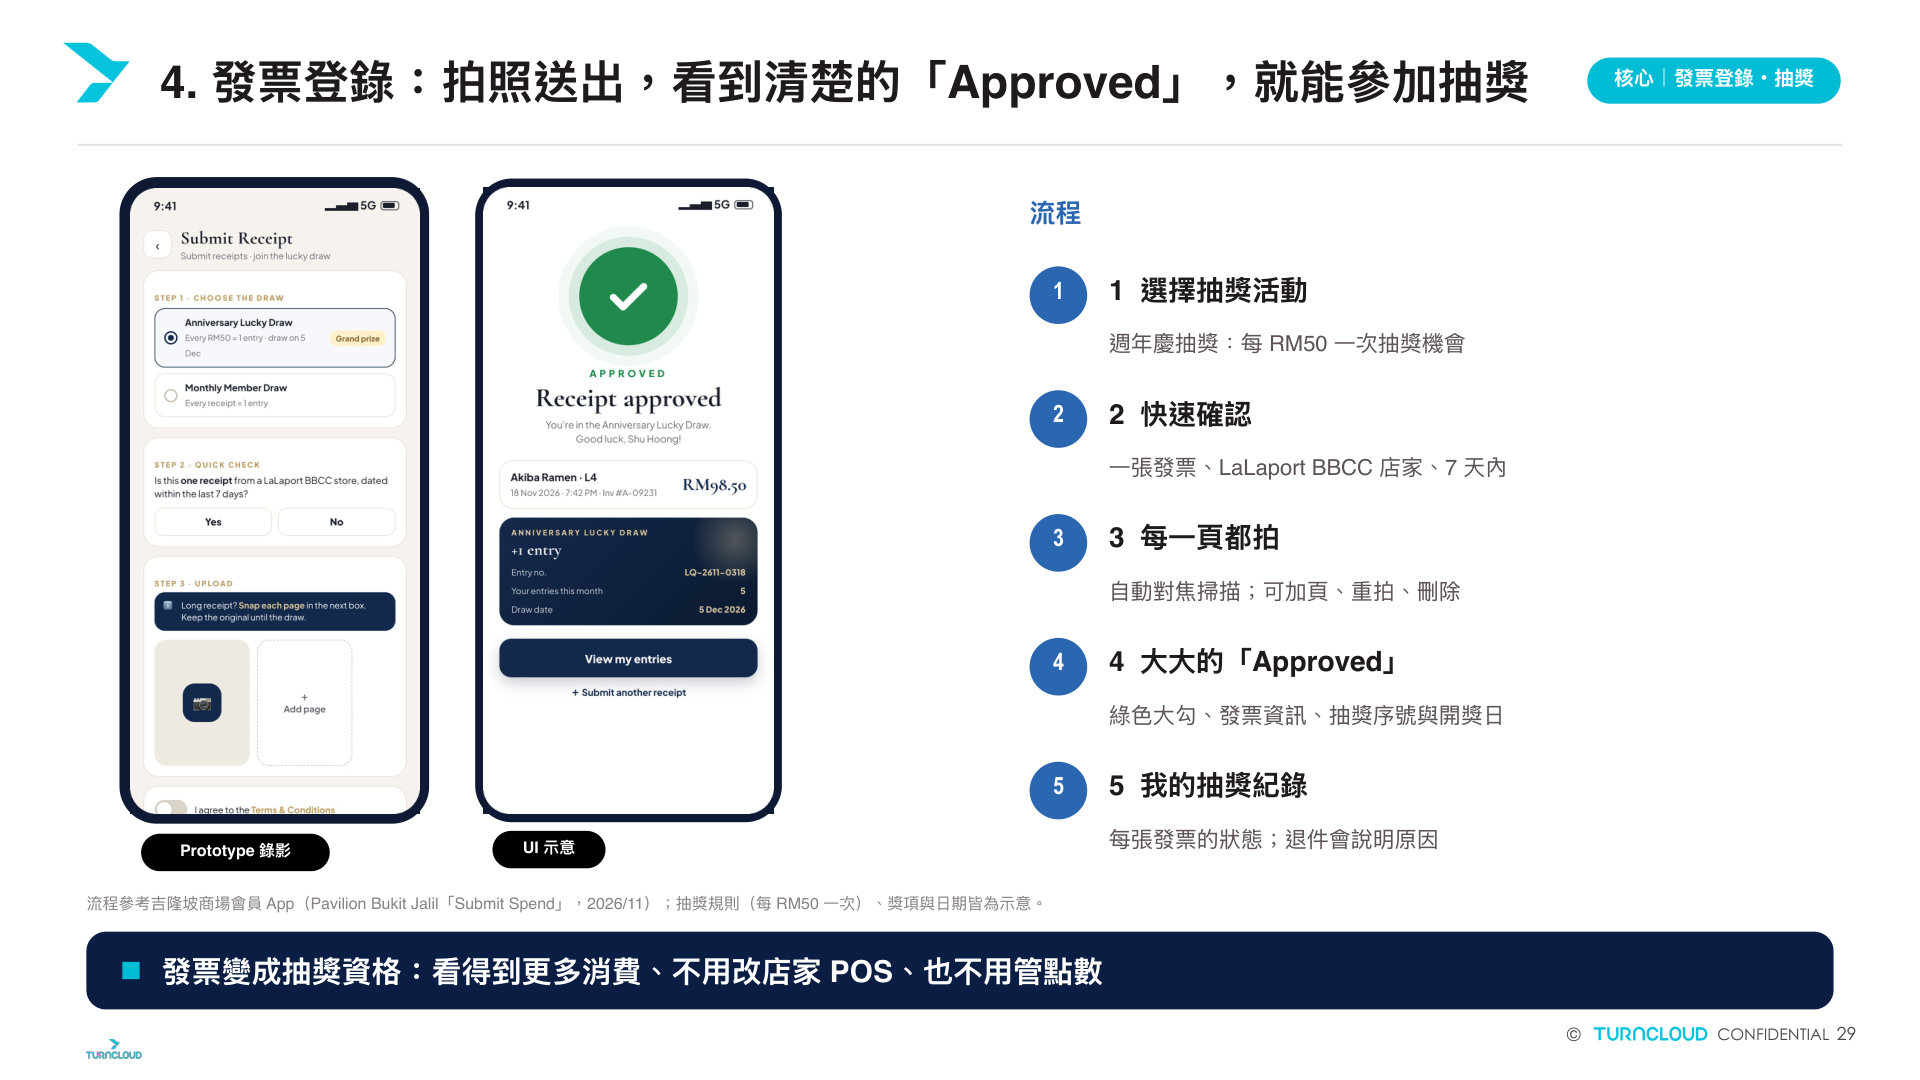 4. 發票登錄：拍照送出，看到清楚的「Approved」，就能參加抽獎
核心｜發票登錄・抽獎
9:41
5G
Submit Receipt
Submit receipts · join the lucky draw
STEP 1 · CHOOSE THE DRAW
Anniversary Lucky Draw
Every RM50 = 1 entry · draw on 5
Dec
Grand prize
Monthly Member Draw
Every receipt = 1 entry
STEP 2 · QUICK CHECK
Is this one receipt from a LaLaport BBCC store, dated
within the last 7 days?
Yes
No
STEP 3 · UPLOAD
Long receipt? Snap each page in the next box.
Keep the original until the draw.
+
Add page
I agree to the Terms & Conditions
Prototype 錄影
9:41
5G
APPROVED
Receipt approved
You're in the Anniversary Lucky Draw.
Good luck, Shu Hoong!
Akiba Ramen · L4
18 Nov 2026 · 7:42 PM · Inv #A-09231
RM98.50
ANNIVERSARY LUCKY DRAW
+1 entry
Entry no. LQ-2611-0318
Your entries this month 5
Draw date 5 Dec 2026
View my entries
+ Submit another receipt
UI 示意
流程
1
1 選擇抽獎活動
週年慶抽獎：每 RM50 一次抽獎機會
2
2 快速確認
一張發票、LaLaport BBCC 店家、7 天內
3
3 每一頁都拍
自動對焦掃描；可加頁、重拍、刪除
4
4 大大的「Approved」
綠色大勾、發票資訊、抽獎序號與開獎日
5
5 我的抽獎紀錄
每張發票的狀態；退件會說明原因
流程參考吉隆坡商場會員 App（Pavilion Bukit Jalil「Submit Spend」，2026/11）；抽獎規則（每 RM50 一次）、獎項與日期皆為示意。
發票變成抽獎資格：看得到更多消費、不用改店家 POS、也不用管點數
TURNCLOUD
© TURNCLOUD CONFIDENTIAL 29